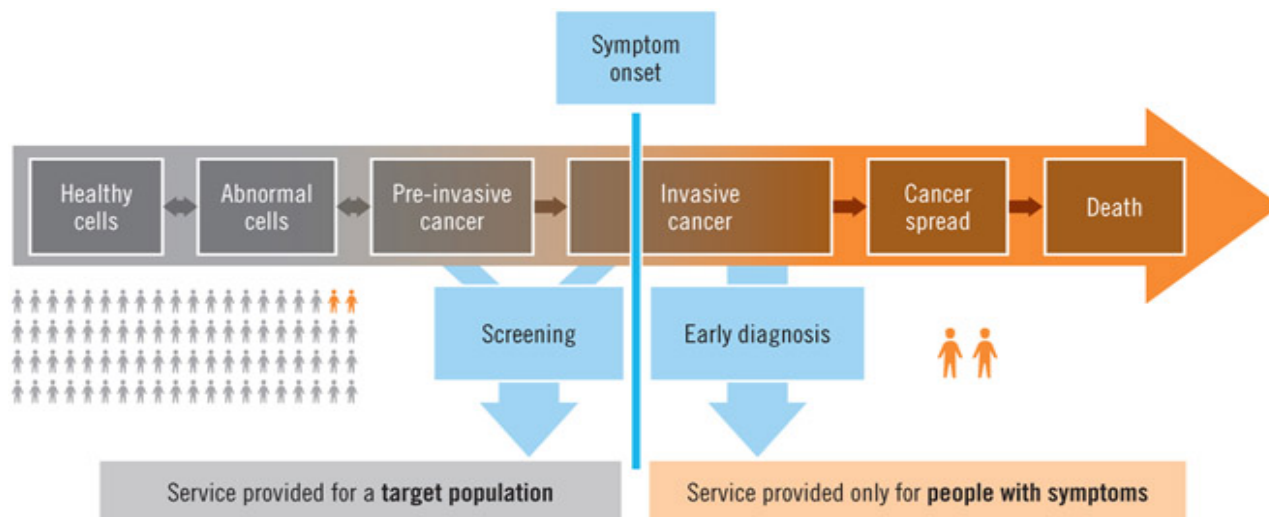 Symptom
onset
Healthy
cells
Abnormal
cells
Pre-invasive
cancer
Invasive
cancer
Cancer
spread
Death
Screening
Early diagnosis
Service provided for a target population
Service provided only for people with symptoms